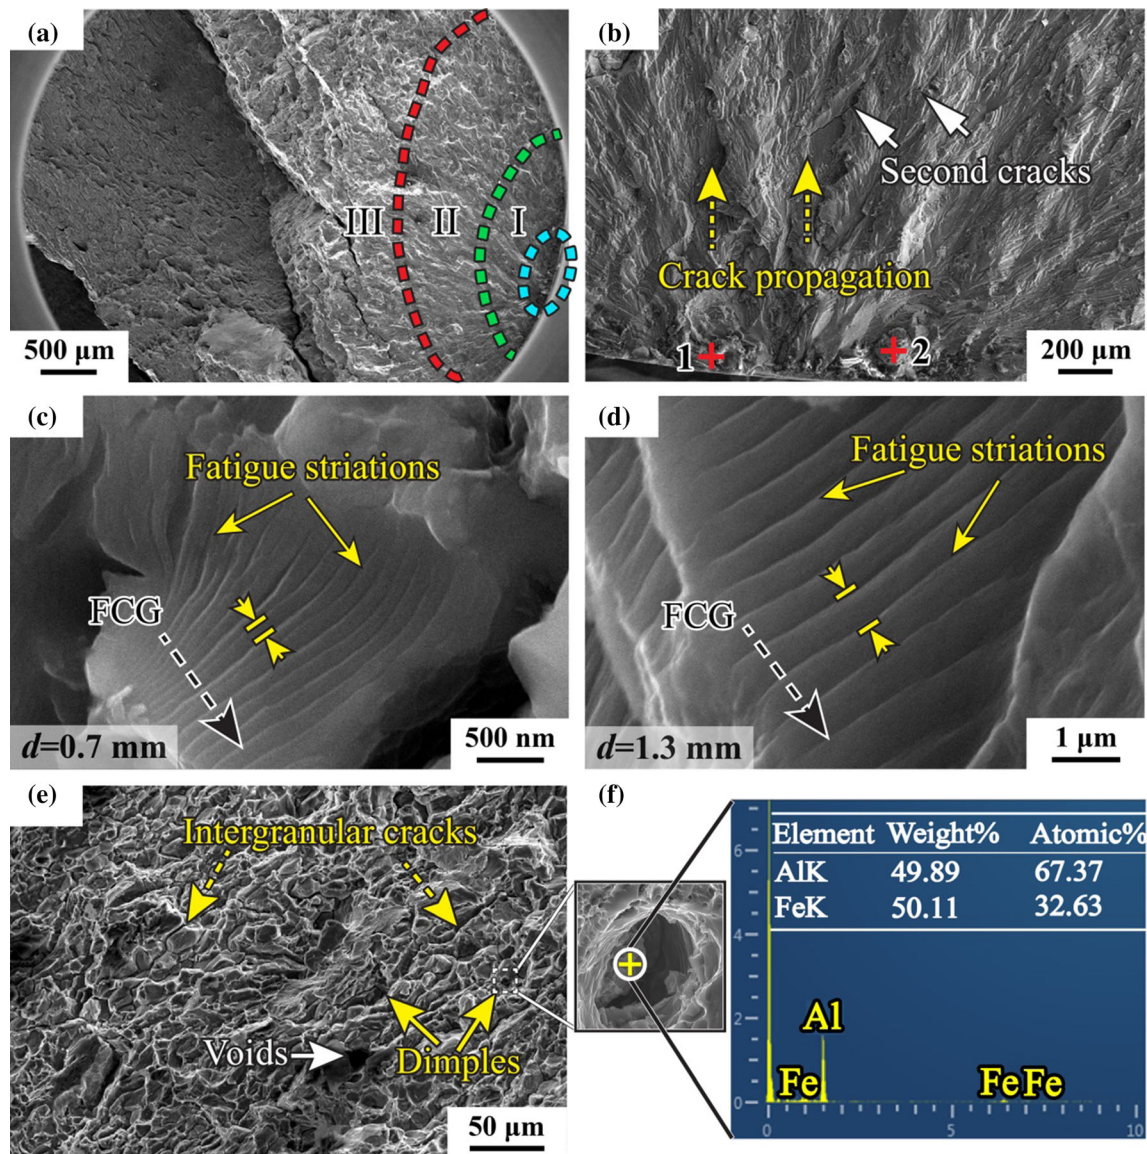 (a)
III
II
I
500 μm
(b)
Second cracks
Crack propagation
1
2
200 μm
(c)
Fatigue striations
FCG
d=0.7 mm
500 nm
(d)
Fatigue striations
FCG
d=1.3 mm
1 μm
(e)
Intergranular cracks
Voids
Dimples
50 μm
(f)
Element Weight% Atomic%
AlK 49.89 67.37
FeK 50.11 32.63
6
4
2
0
Al
Fe
Fe Fe
0 5 10